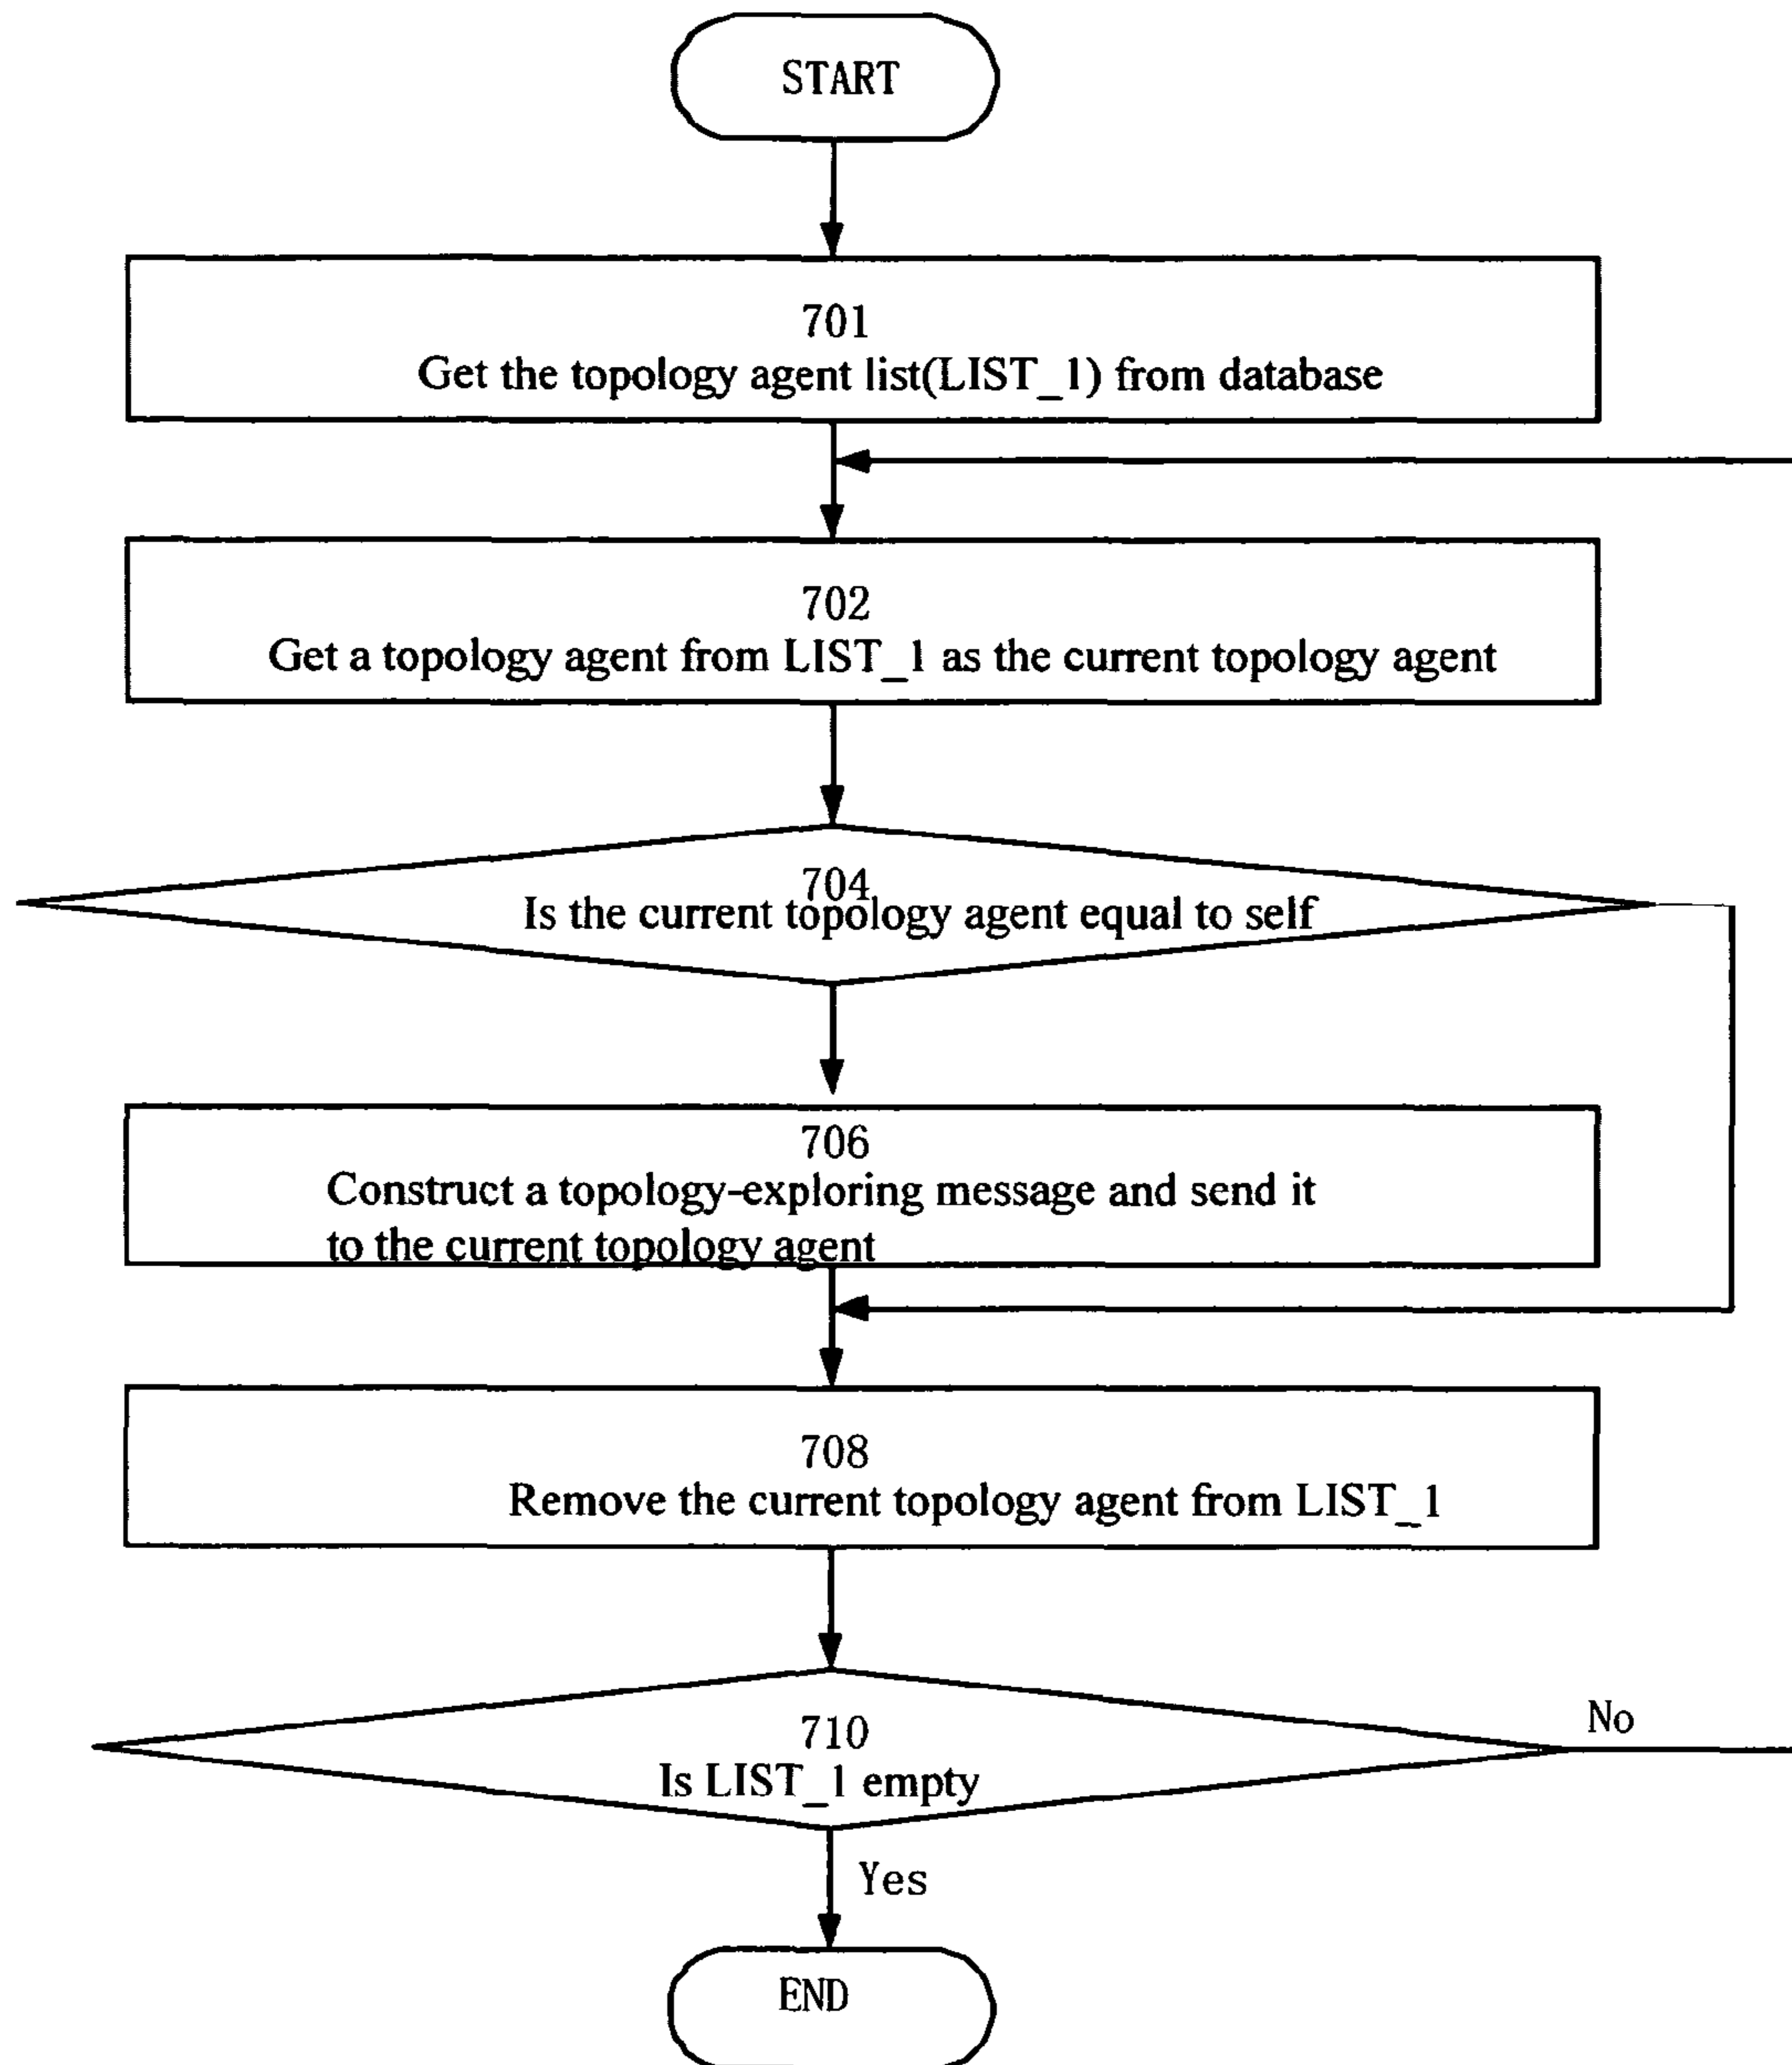 START
701
Get the topology agent list(LIST_1) from database
702
Get a topology agent from LIST_1 as the current topology agent
704
Is the current topology agent equal to self
706
Construct a topology-exploring message and send it
to the current topology agent
708
Remove the current topology agent from LIST_1
710
No
Is LIST_1 empty
Yes
END